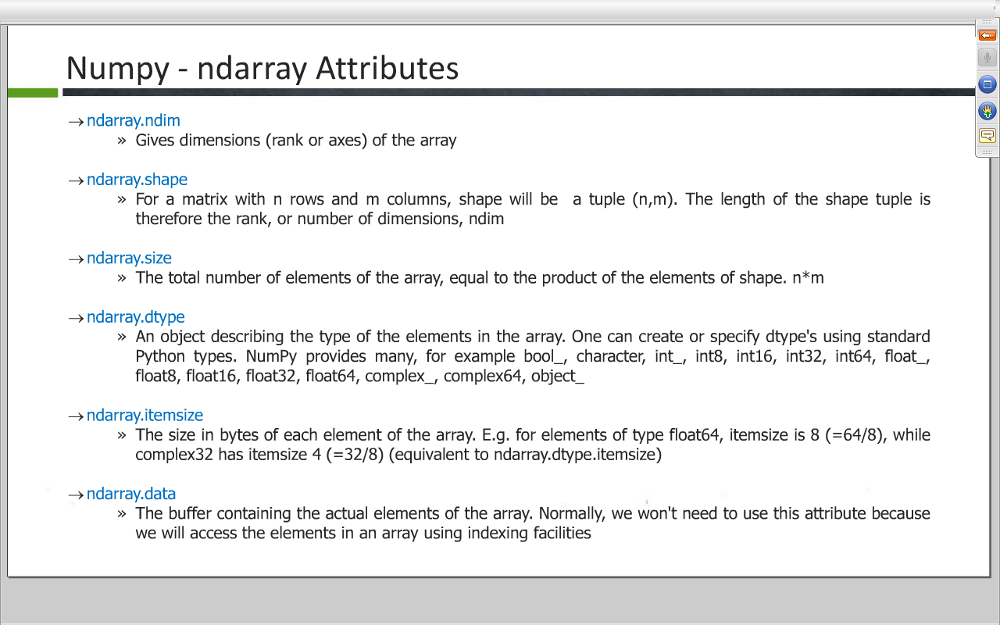 Numpy - ndarray Attributes
→ndarray.ndim
» Gives dimensions (rank or axes) of the array
→ndarray.shape
» For a matrix with n rows and m columns, shape will be a tuple (n,m). The length of the shape tuple is
therefore the rank, or number of dimensions, ndim
→ndarray.size
» The total number of elements of the array, equal to the product of the elements of shape. n*m
→ndarray.dtype
» An object describing the type of the elements in the array. One can create or specify dtype's using standard
Python types. NumPy provides many, for example bool_, character, int_, int8, int16, int32, int64, float_,
float8, float16, float32, float64, complex_, complex64, object_
→ndarray.itemsize
» The size in bytes of each element of the array. E.g. for elements of type float64, itemsize is 8 (=64/8), while
complex32 has itemsize 4 (=32/8) (equivalent to ndarray.dtype.itemsize)
→ndarray.data
» The buffer containing the actual elements of the array. Normally, we won't need to use this attribute because
we will access the elements in an array using indexing facilities